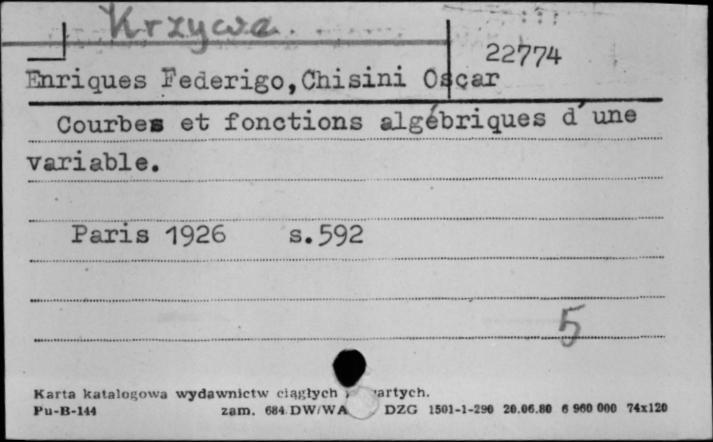 Krzywa
22774
Enriques Federigo,Chisini Oscar
Courbes et fonctions algébriques d'une
variable.
Paris 1926 s.592
5
Karta katalogowa wydawnictw ciągłych
Pu-B-144 zam. 684 DW/WA DZG 1501-1-290 20.06.80 6 960 000 74x120